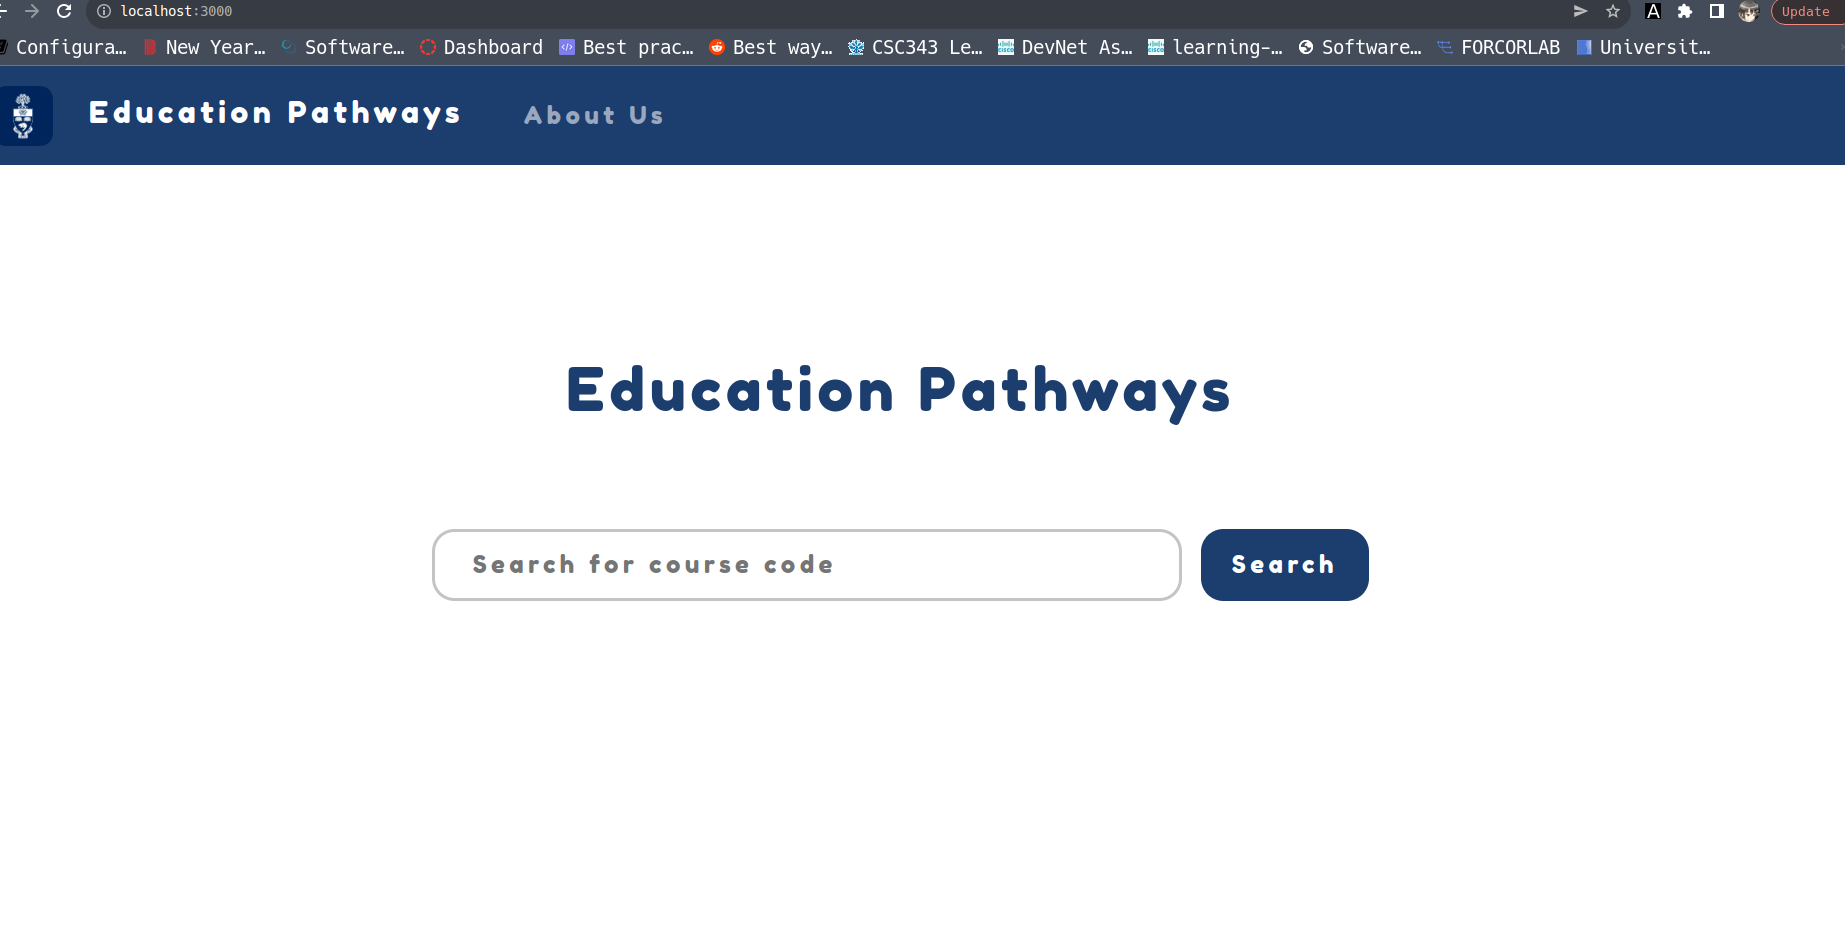 localhost:3000
A
Update
Configura… New Year… Software… Dashboard Best prac… Best way… CSC343 Le… DevNet As… learning-… Software… FORCORLAB Universit…
Education Pathways About Us
Education Pathways
Search for course code Search